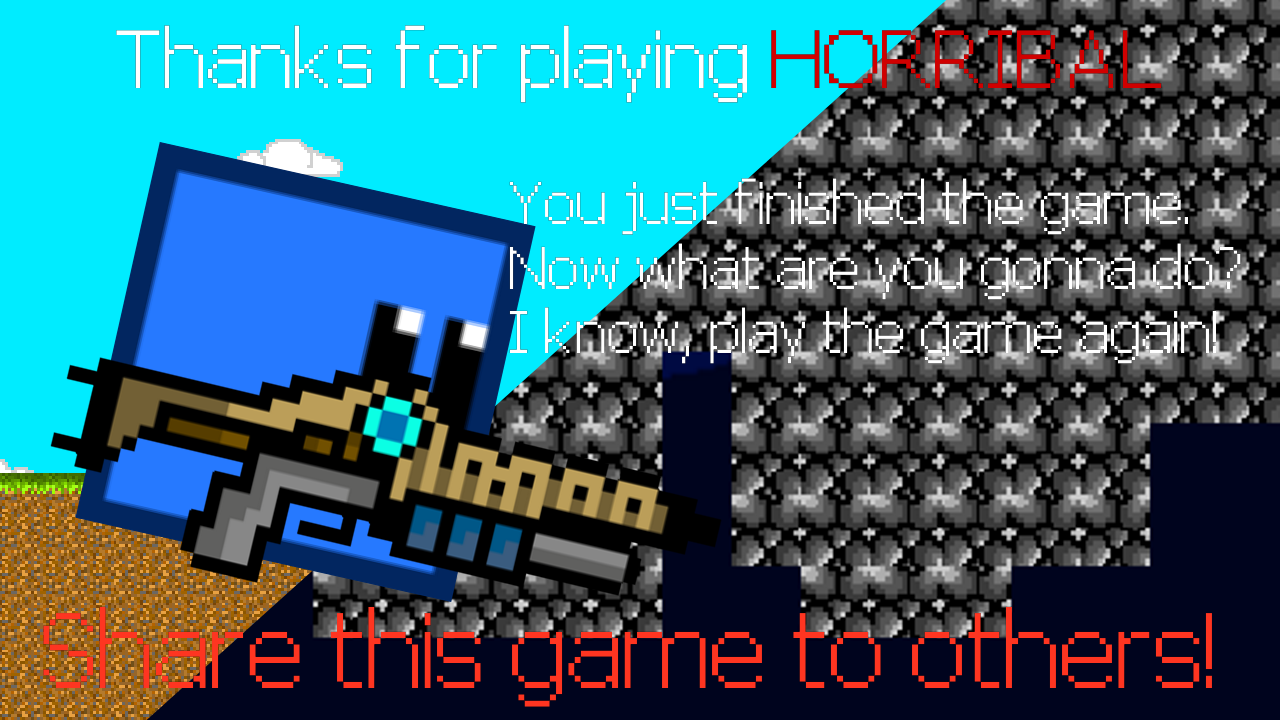 Thanks for playing HORRIBAL
You just finished the game.
Now what are you gonna do?
I know, play the game again!
Share this game to others!